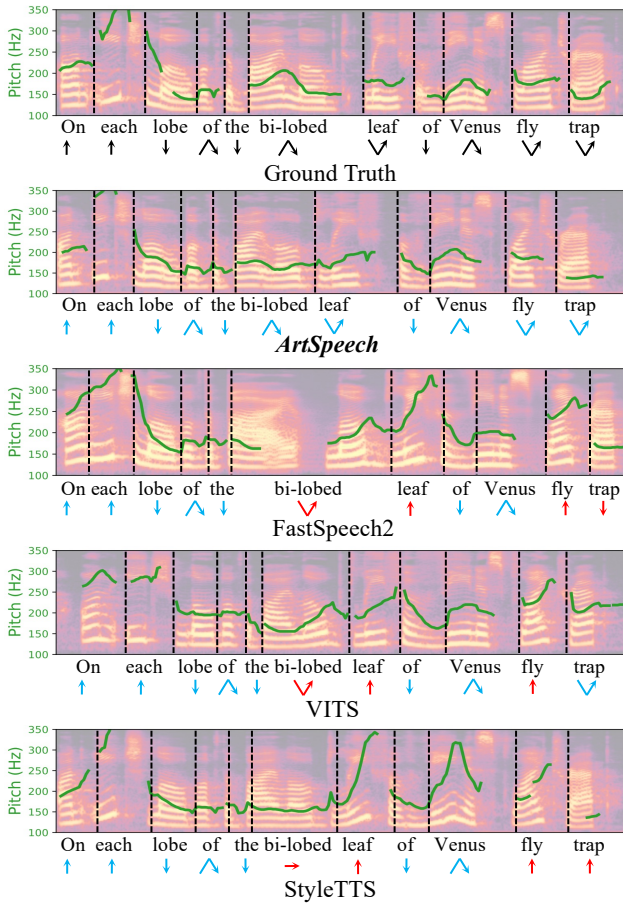 Pitch (Hz)
350
300
250
200
150
100
On each lobe of the bi-lobed leaf of Venus fly trap
Ground Truth
Pitch (Hz)
350
300
250
200
150
100
On each lobe of the bi-lobed leaf of Venus fly trap
ArtSpeech
Pitch (Hz)
350
300
250
200
150
100
On each lobe of the bi-lobed leaf of Venus fly trap
FastSpeech2
Pitch (Hz)
350
300
250
200
150
100
On each lobe of the bi-lobed leaf of Venus fly trap
VITS
Pitch (Hz)
350
300
250
200
150
100
On each lobe of the bi-lobed leaf of Venus fly trap
StyleTTS